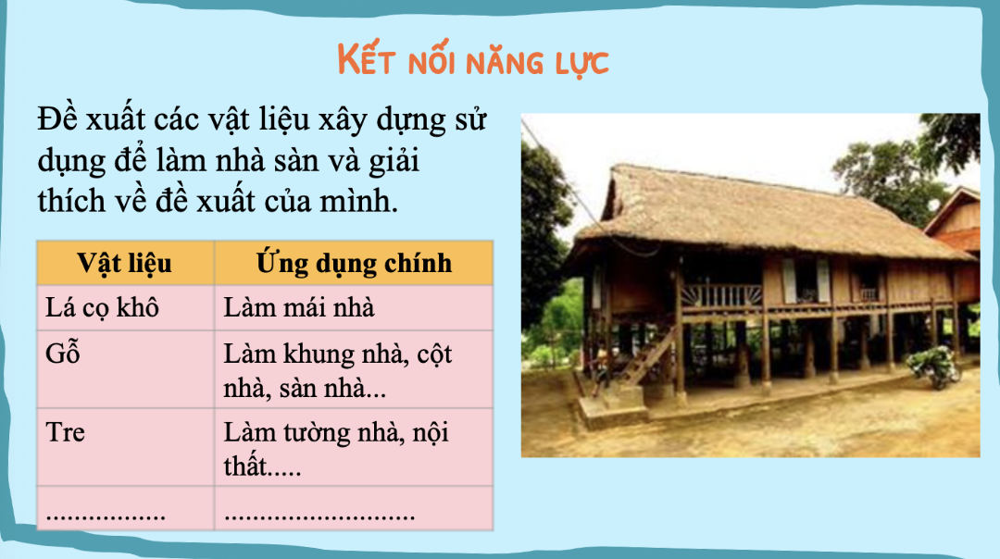 KẾT NỐI NĂNG LỰC
Đề xuất các vật liệu xây dựng sử
dụng để làm nhà sàn và giải
thích về đề xuất của mình.
Vật liệu
Ứng dụng chính
Lá cọ khô
Làm mái nhà
Gỗ
Làm khung nhà, cột
nhà, sàn nhà...
Tre
Làm tường nhà, nội
thất.....
.................
...........................